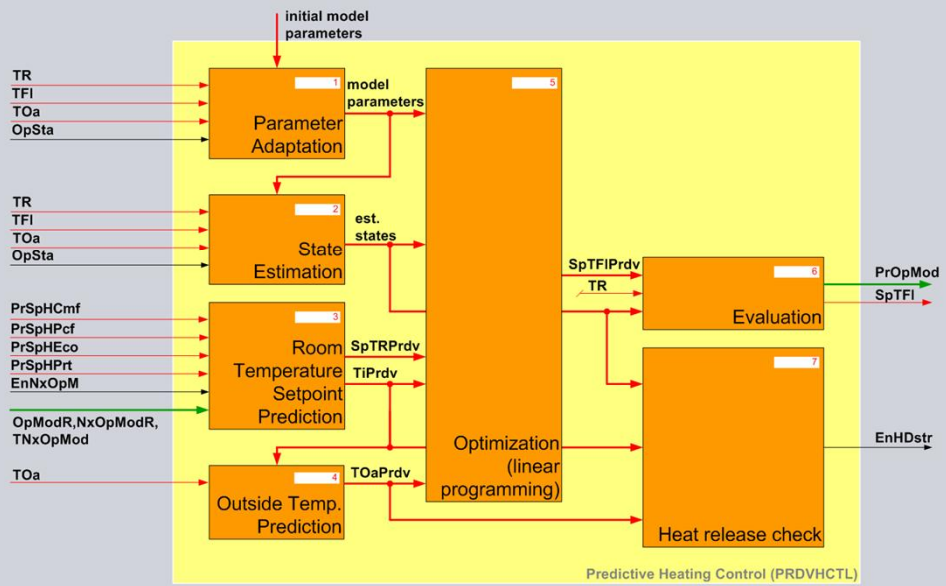 initial model
parameters
TR
TFl
TOa
OpSta
1
Parameter
Adaptation
model
parameters
TR
TFl
TOa
OpSta
2
State
Estimation
est.
states
PrSpHCmf
PrSpHPcf
PrSpHEco
PrSpHPrt
EnNxOpM
OpModR,NxOpModR,
TNxOpMod
3
Room
Temperature
Setpoint
Prediction
SpTRPrdv
TiPrdv
TOa
4
Outside Temp.
Prediction
TOaPrdv
5
Optimization
(linear
programming)
SpTFlPrdv
TR
6
Evaluation
PrOpMod
SpTFl
7
Heat release check
EnHDstr
Predictive Heating Control (PRDVHCTL)